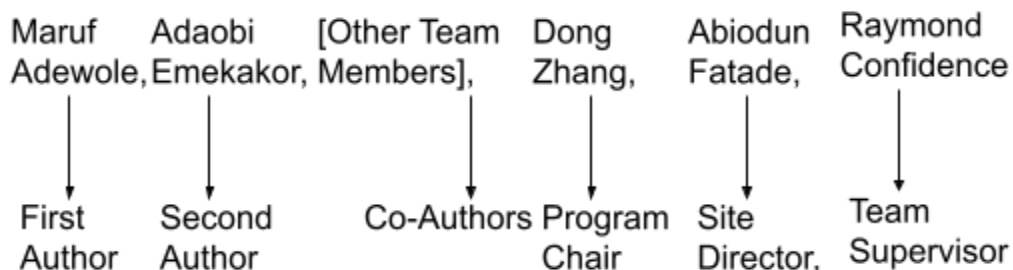 Maruf Adewole,
Adaobi Emekakor,
[Other Team Members],
Dong Zhang,
Abiodun Fatade,
Raymond Confidence
First Author
Second Author
Co-Authors
Program Chair
Site Director,
Team Supervisor